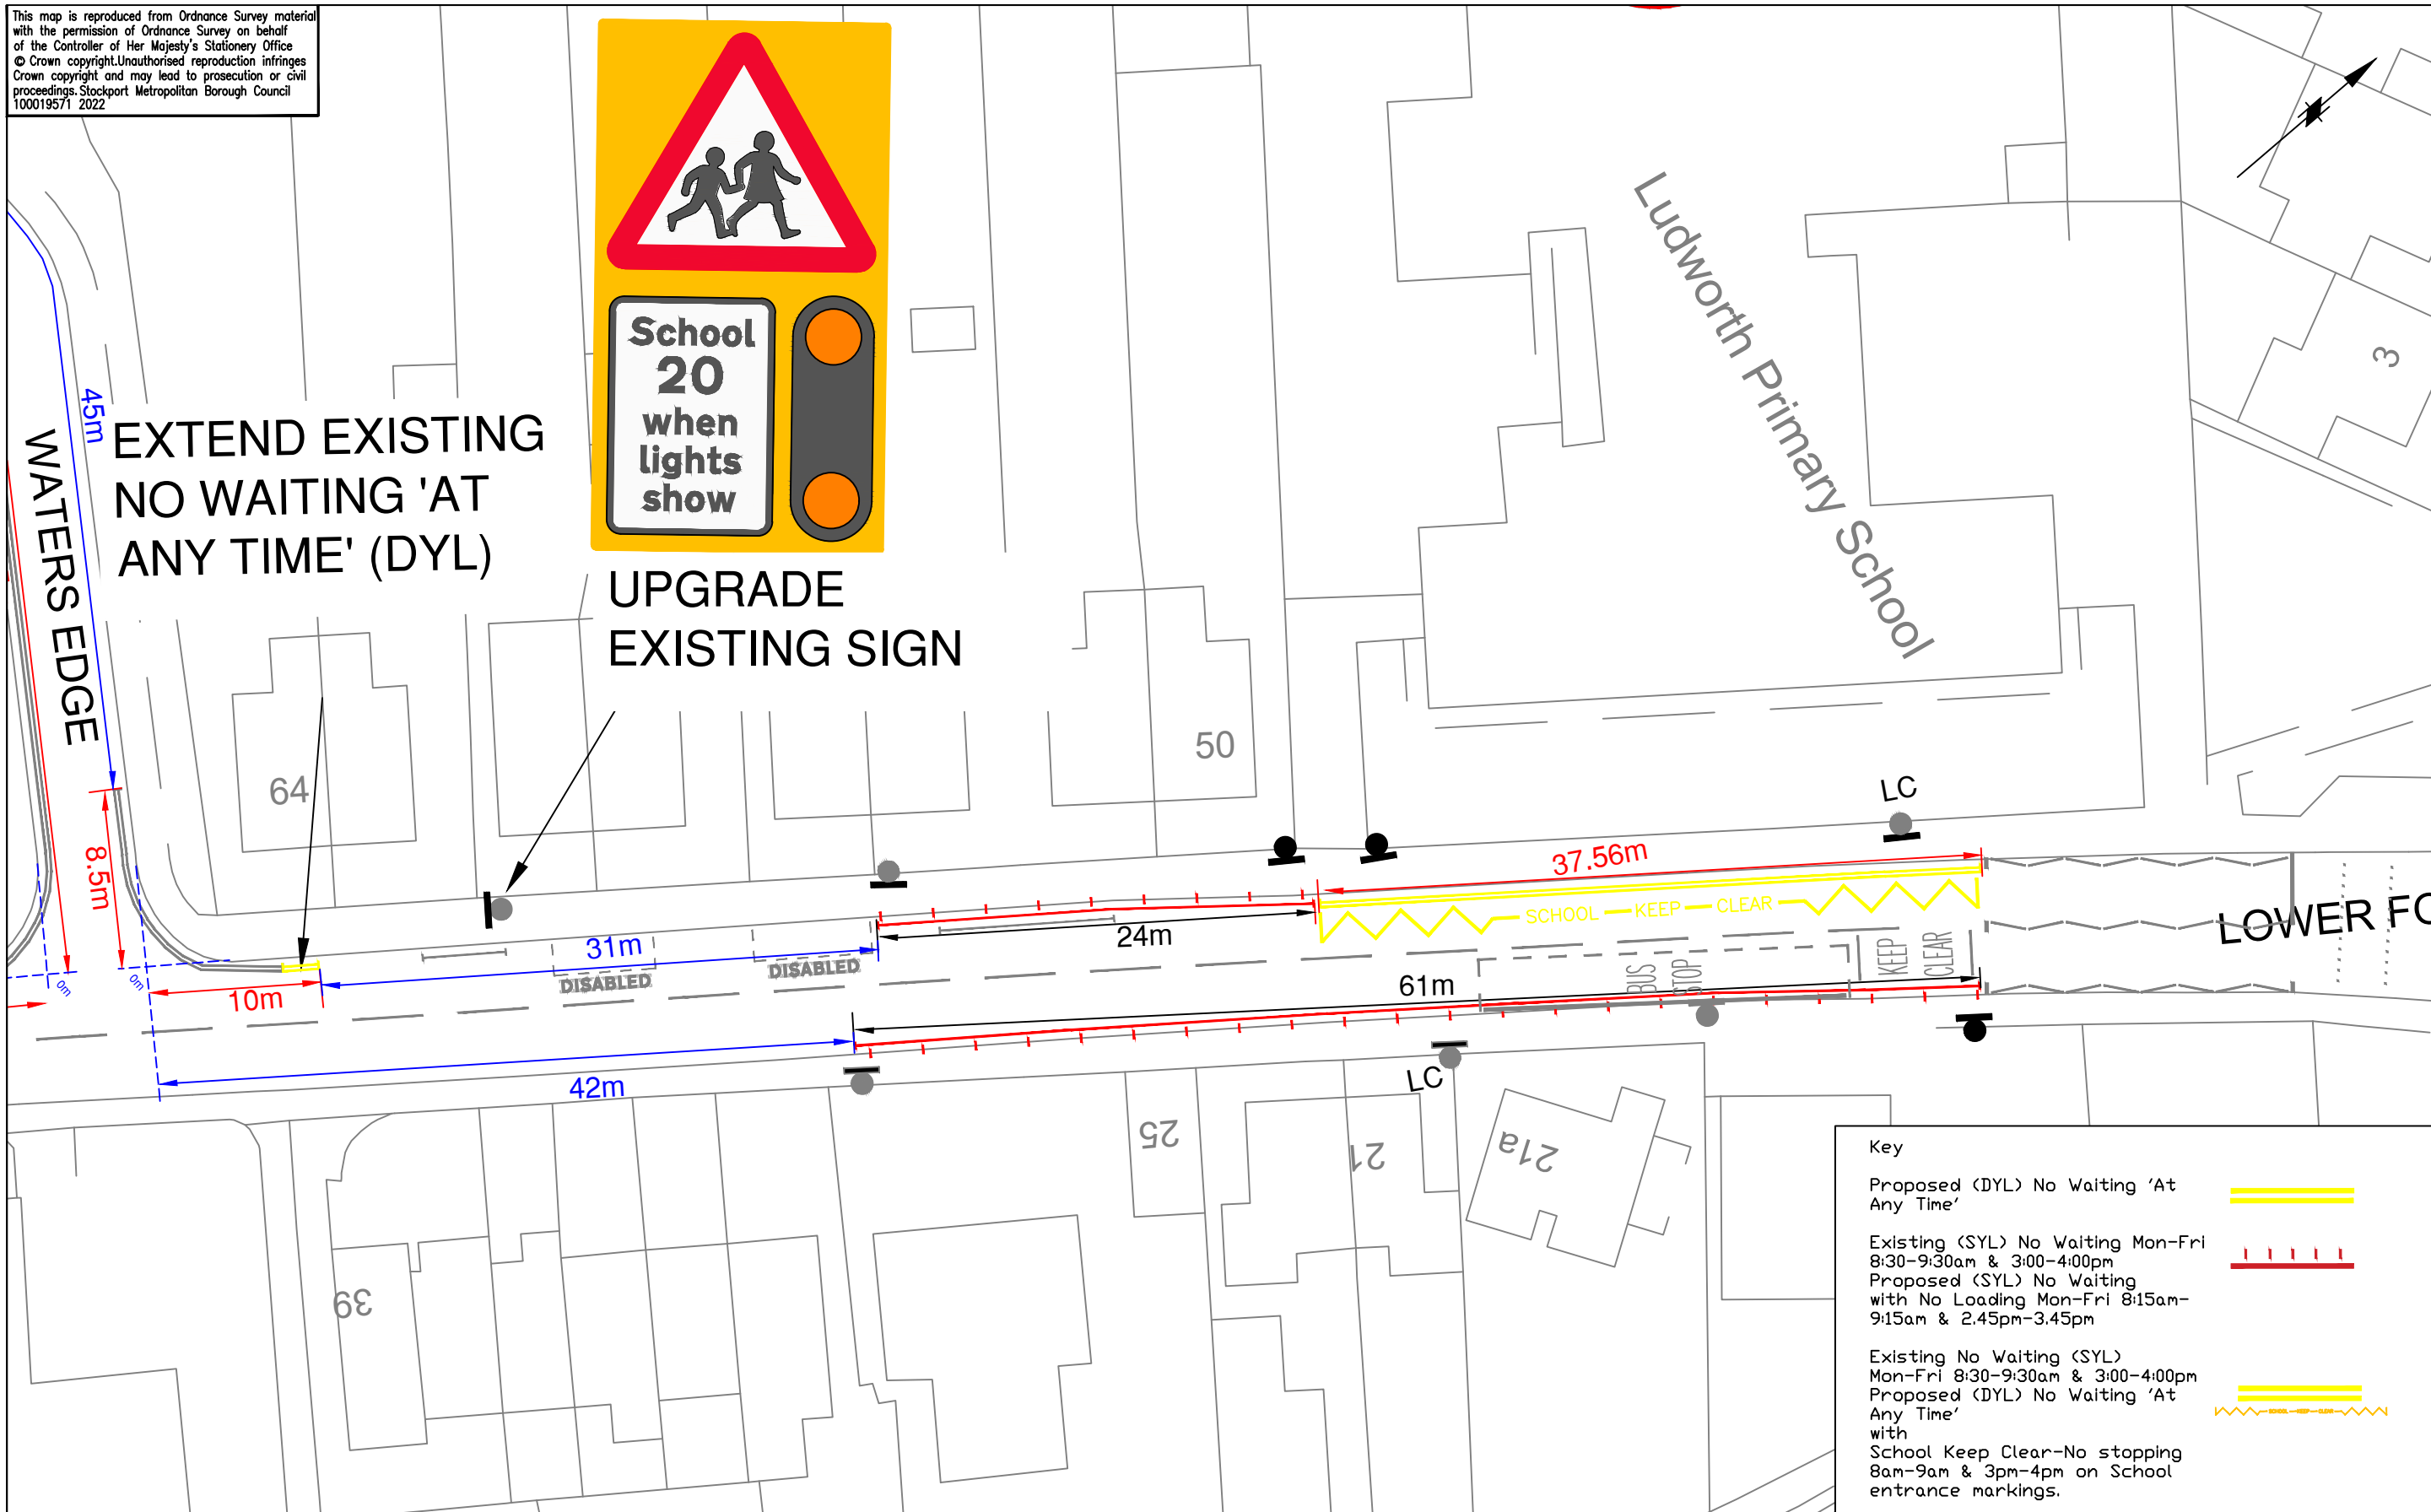 This map is reproduced from Ordnance Survey material
with the permission of Ordnance Survey on behalf
of the Controller of Her Majesty's Stationery Office
© Crown copyright.Unauthorised reproduction infringes
Crown copyright and may lead to prosecution or civil
proceedings. Stockport Metropolitan Borough Council
100019571 2022
School
20
when
lights
show
Ludworth Primary School
3
45m
EXTEND EXISTING
NO WAITING 'AT
ANY TIME' (DYL)
WATERS EDGE
UPGRADE
EXISTING SIGN
64
50
LC
8.5m
37.56m
SCHOOL KEEP CLEAR
LOWER FO
31m
24m
DISABLED
DISABLED
BUS
STOP
KEEP
CLEAR
0m
0m
10m
61m
42m
LC
25
21
21a
39
Key
Proposed (DYL) No Waiting 'At
Any Time'
Existing (SYL) No Waiting Mon-Fri
8:30-9:30am & 3:00-4:00pm
Proposed (SYL) No Waiting
with No Loading Mon-Fri 8:15am-
9:15am & 2.45pm-3.45pm
Existing No Waiting (SYL)
Mon-Fri 8:30-9:30am & 3:00-4:00pm
Proposed (DYL) No Waiting 'At
Any Time'
with
School Keep Clear-No stopping
8am-9am & 3pm-4pm on School
entrance markings.
SCHOOL KEEP CLEAR